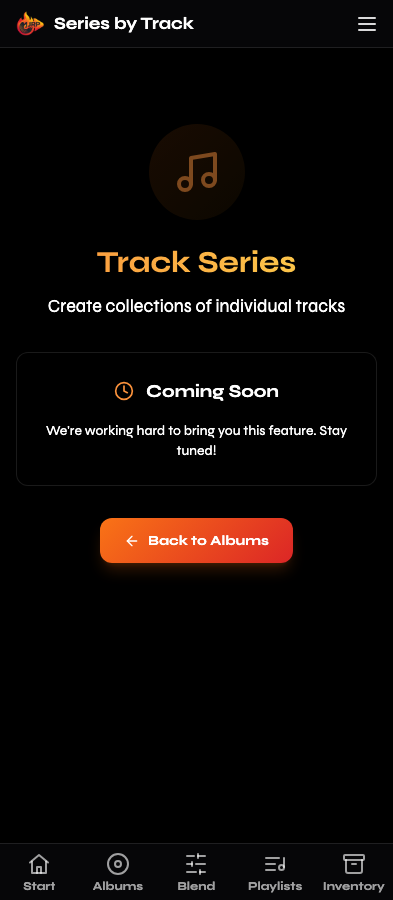 Series by Track
Track Series
Create collections of individual tracks
Coming Soon
We're working hard to bring you this feature. Stay
tuned!
Back to Albums
Start
Albums
Blend
Playlists
Inventory